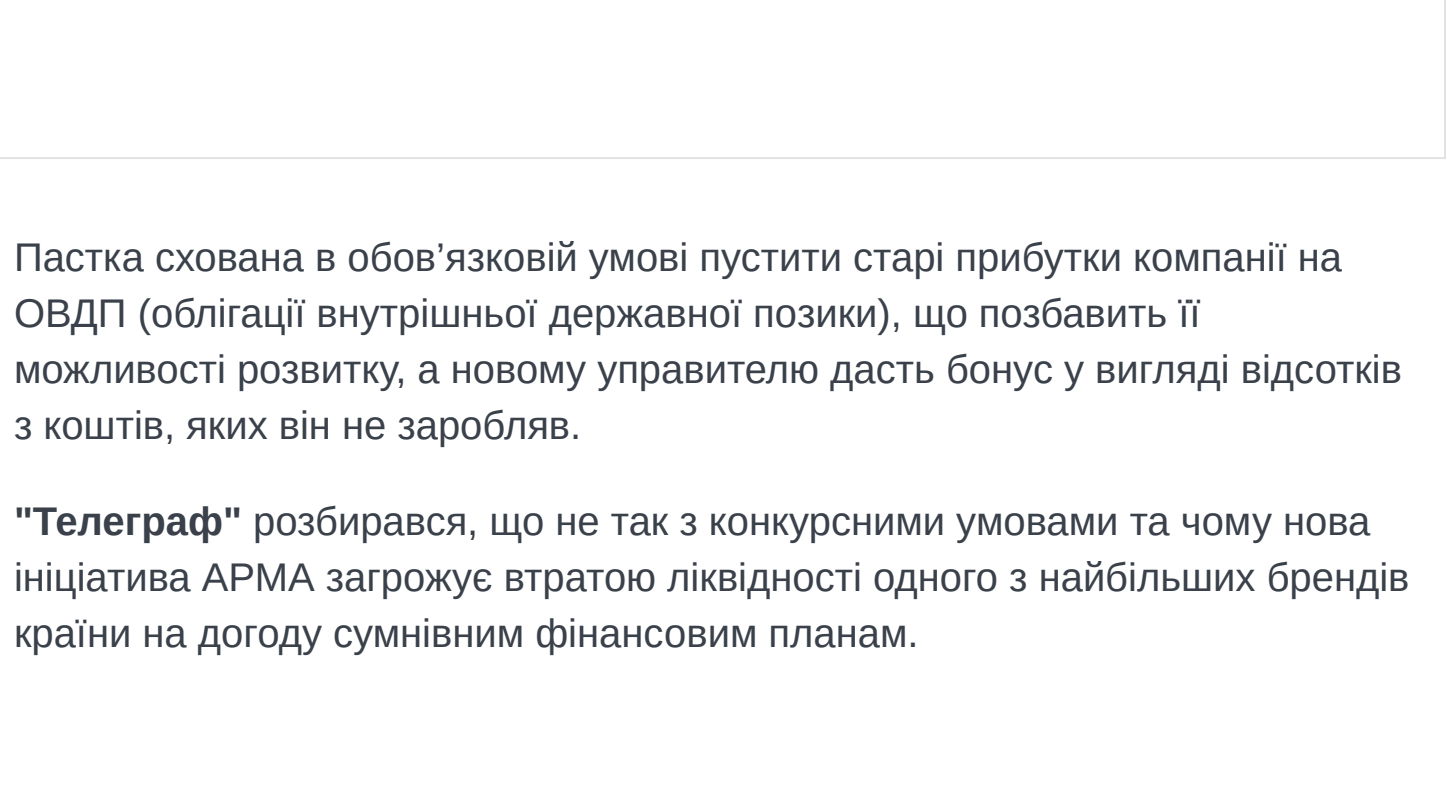 Пастка схована в обов’язковій умові пустити старі прибутки компанії на
ОВДП (облігації внутрішньої державної позики), що позбавить її
можливості розвитку, а новому управителю дасть бонус у вигляді відсотків
з коштів, яких він не заробляв.
"Телеграф" розбирався, що не так з конкурсними умовами та чому нова
ініціатива АРМА загрожує втратою ліквідності одного з найбільших брендів
країни на догоду сумнівним фінансовим планам.